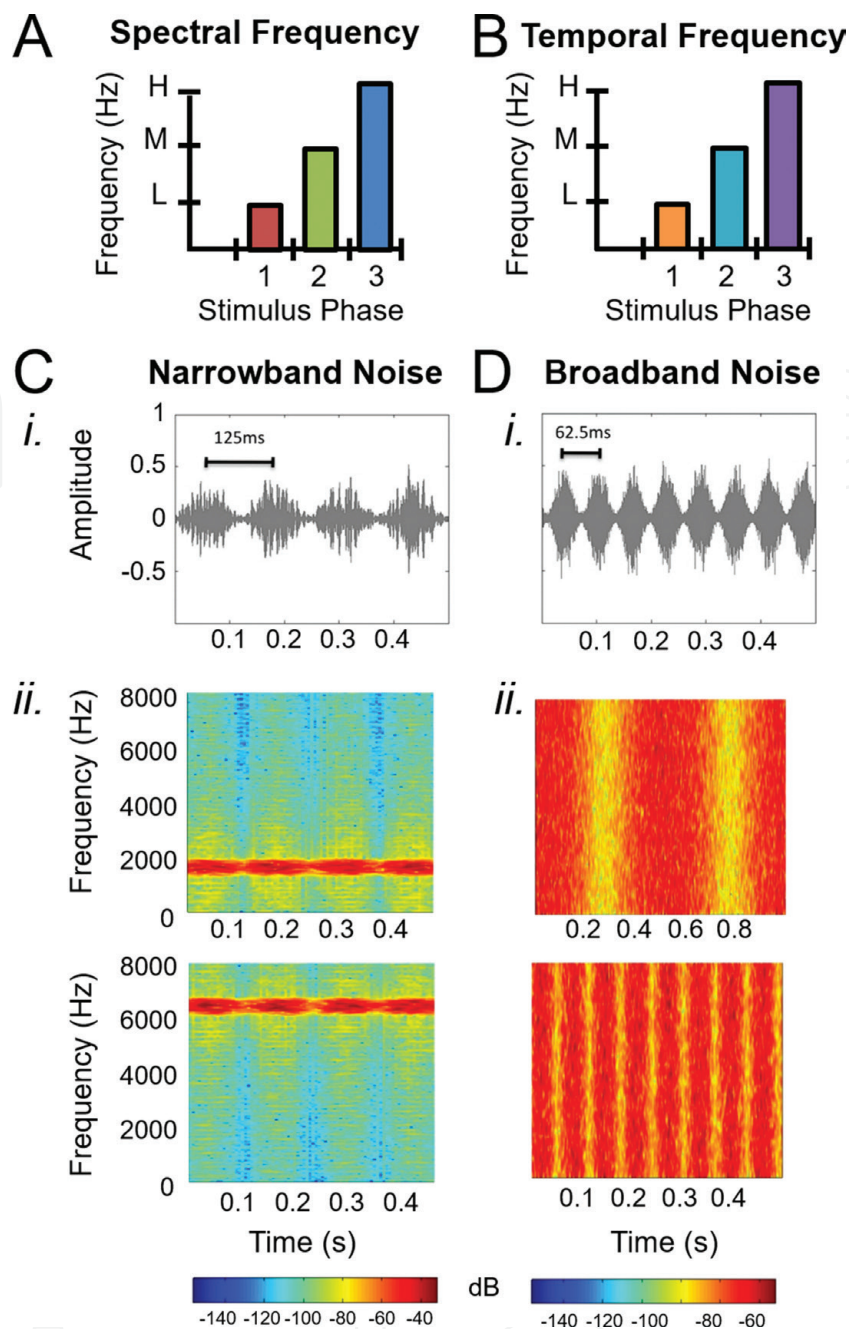 A Spectral Frequency
B Temporal Frequency
Frequency (Hz)
H
M
L
1 2 3
Stimulus Phase
Frequency (Hz)
H
M
L
1 2 3
Stimulus Phase
C Narrowband Noise
D Broadband Noise
i.
Amplitude
1
0.5
0
-0.5
125ms
0.1 0.2 0.3 0.4
i.
62.5ms
0.1 0.2 0.3 0.4
ii.
Frequency (Hz)
8000
6000
4000
2000
0
0.1 0.2 0.3 0.4
ii.
0.2 0.4 0.6 0.8
Frequency (Hz)
8000
6000
4000
2000
0
0.1 0.2 0.3 0.4
Time (s)
0.1 0.2 0.3 0.4
Time (s)
-140 -120 -100 -80 -60 -40
dB
-140 -120 -100 -80 -60